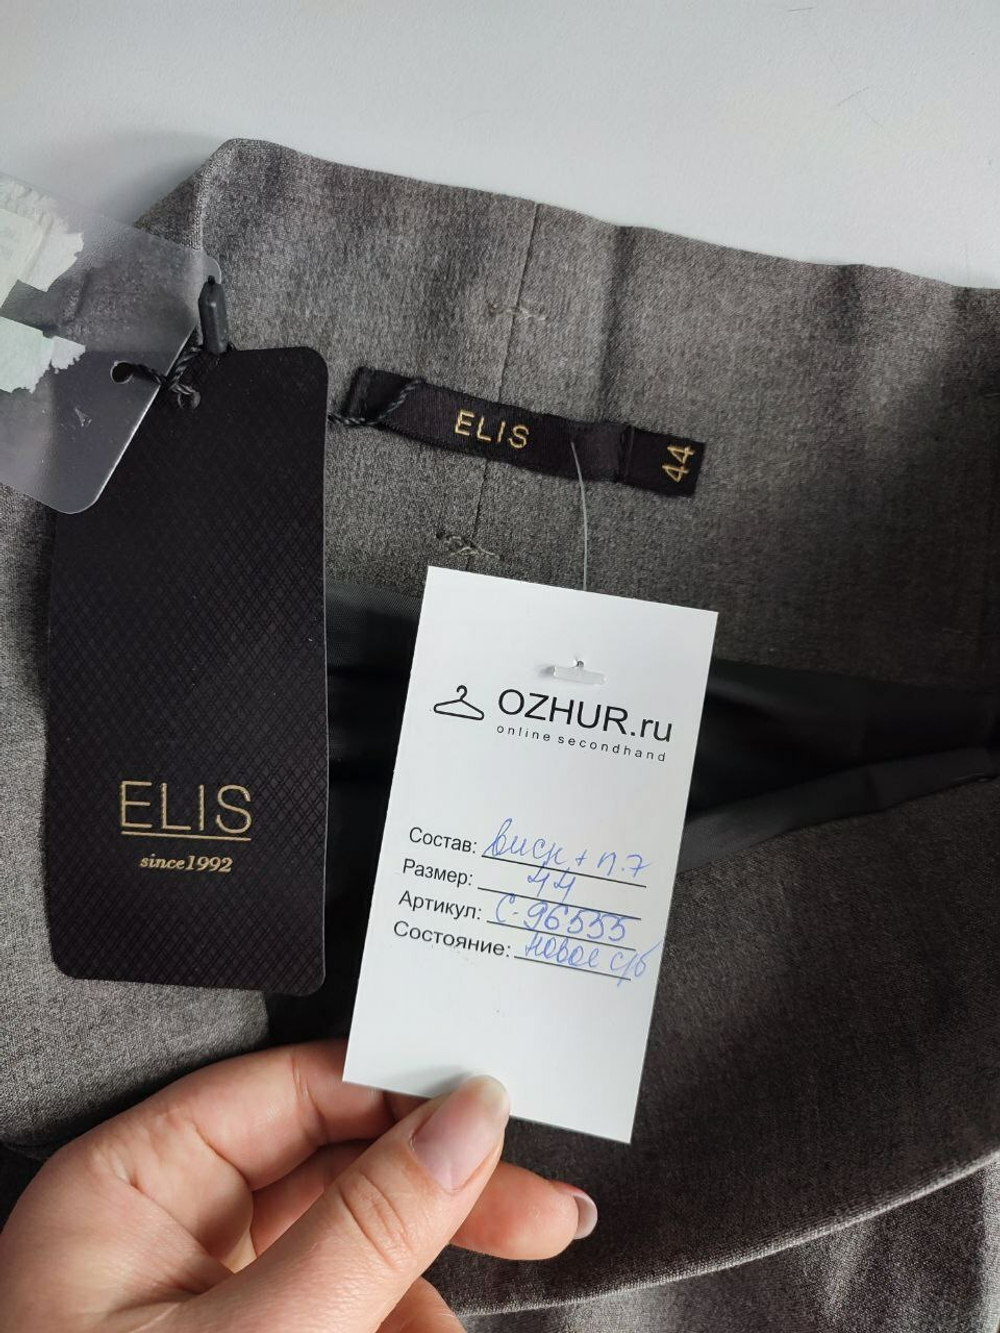 ELIS
44
ELIS
since1992
OZHUR.ru
online secondhand
Состав: виск + п.э
Размер: 44
Артикул: С-96555
Состояние: новое с/б